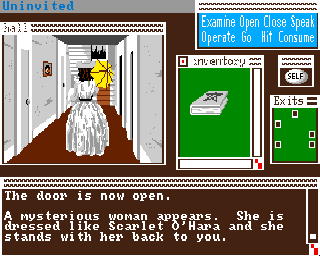 Uninvited
hall
Examine Open Close Speak
Operate Go Hit Consume
inventory
SELF
Exits
The door is now open.
A mysterious woman appears. She is
dressed like Scarlet O'Hara and she
stands with her back to you.